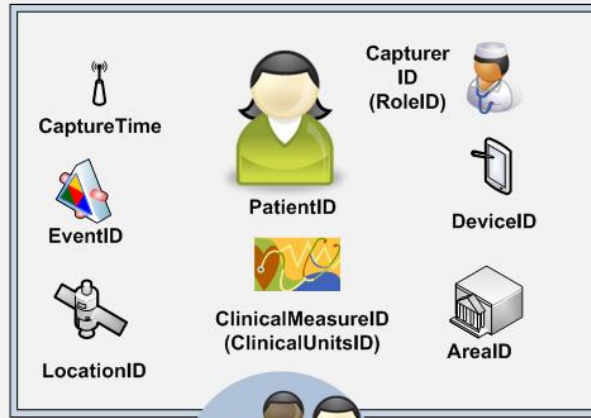 Capturer
ID
(RoleID)
CaptureTime
PatientID
DeviceID
EventID
ClinicalMeasureID
(ClinicalUnitsID)
AreaID
LocationID